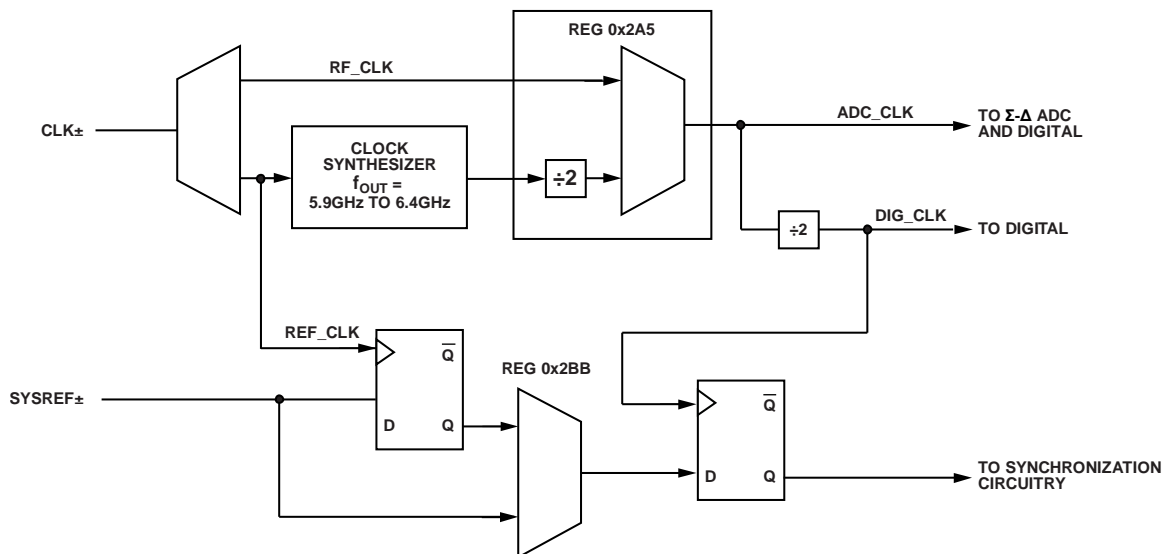 REG 0x2A5
RF_CLK
CLK±
CLOCK
SYNTHESIZER
fOUT =
5.9GHz TO 6.4GHz
÷2
ADC_CLK
TO Σ-Δ ADC
AND DIGITAL
÷2
DIG_CLK
TO DIGITAL
REF_CLK
Q
REG 0x2BB
SYSREF±
D
Q
Q
D
Q
TO SYNCHRONIZATION
CIRCUITRY